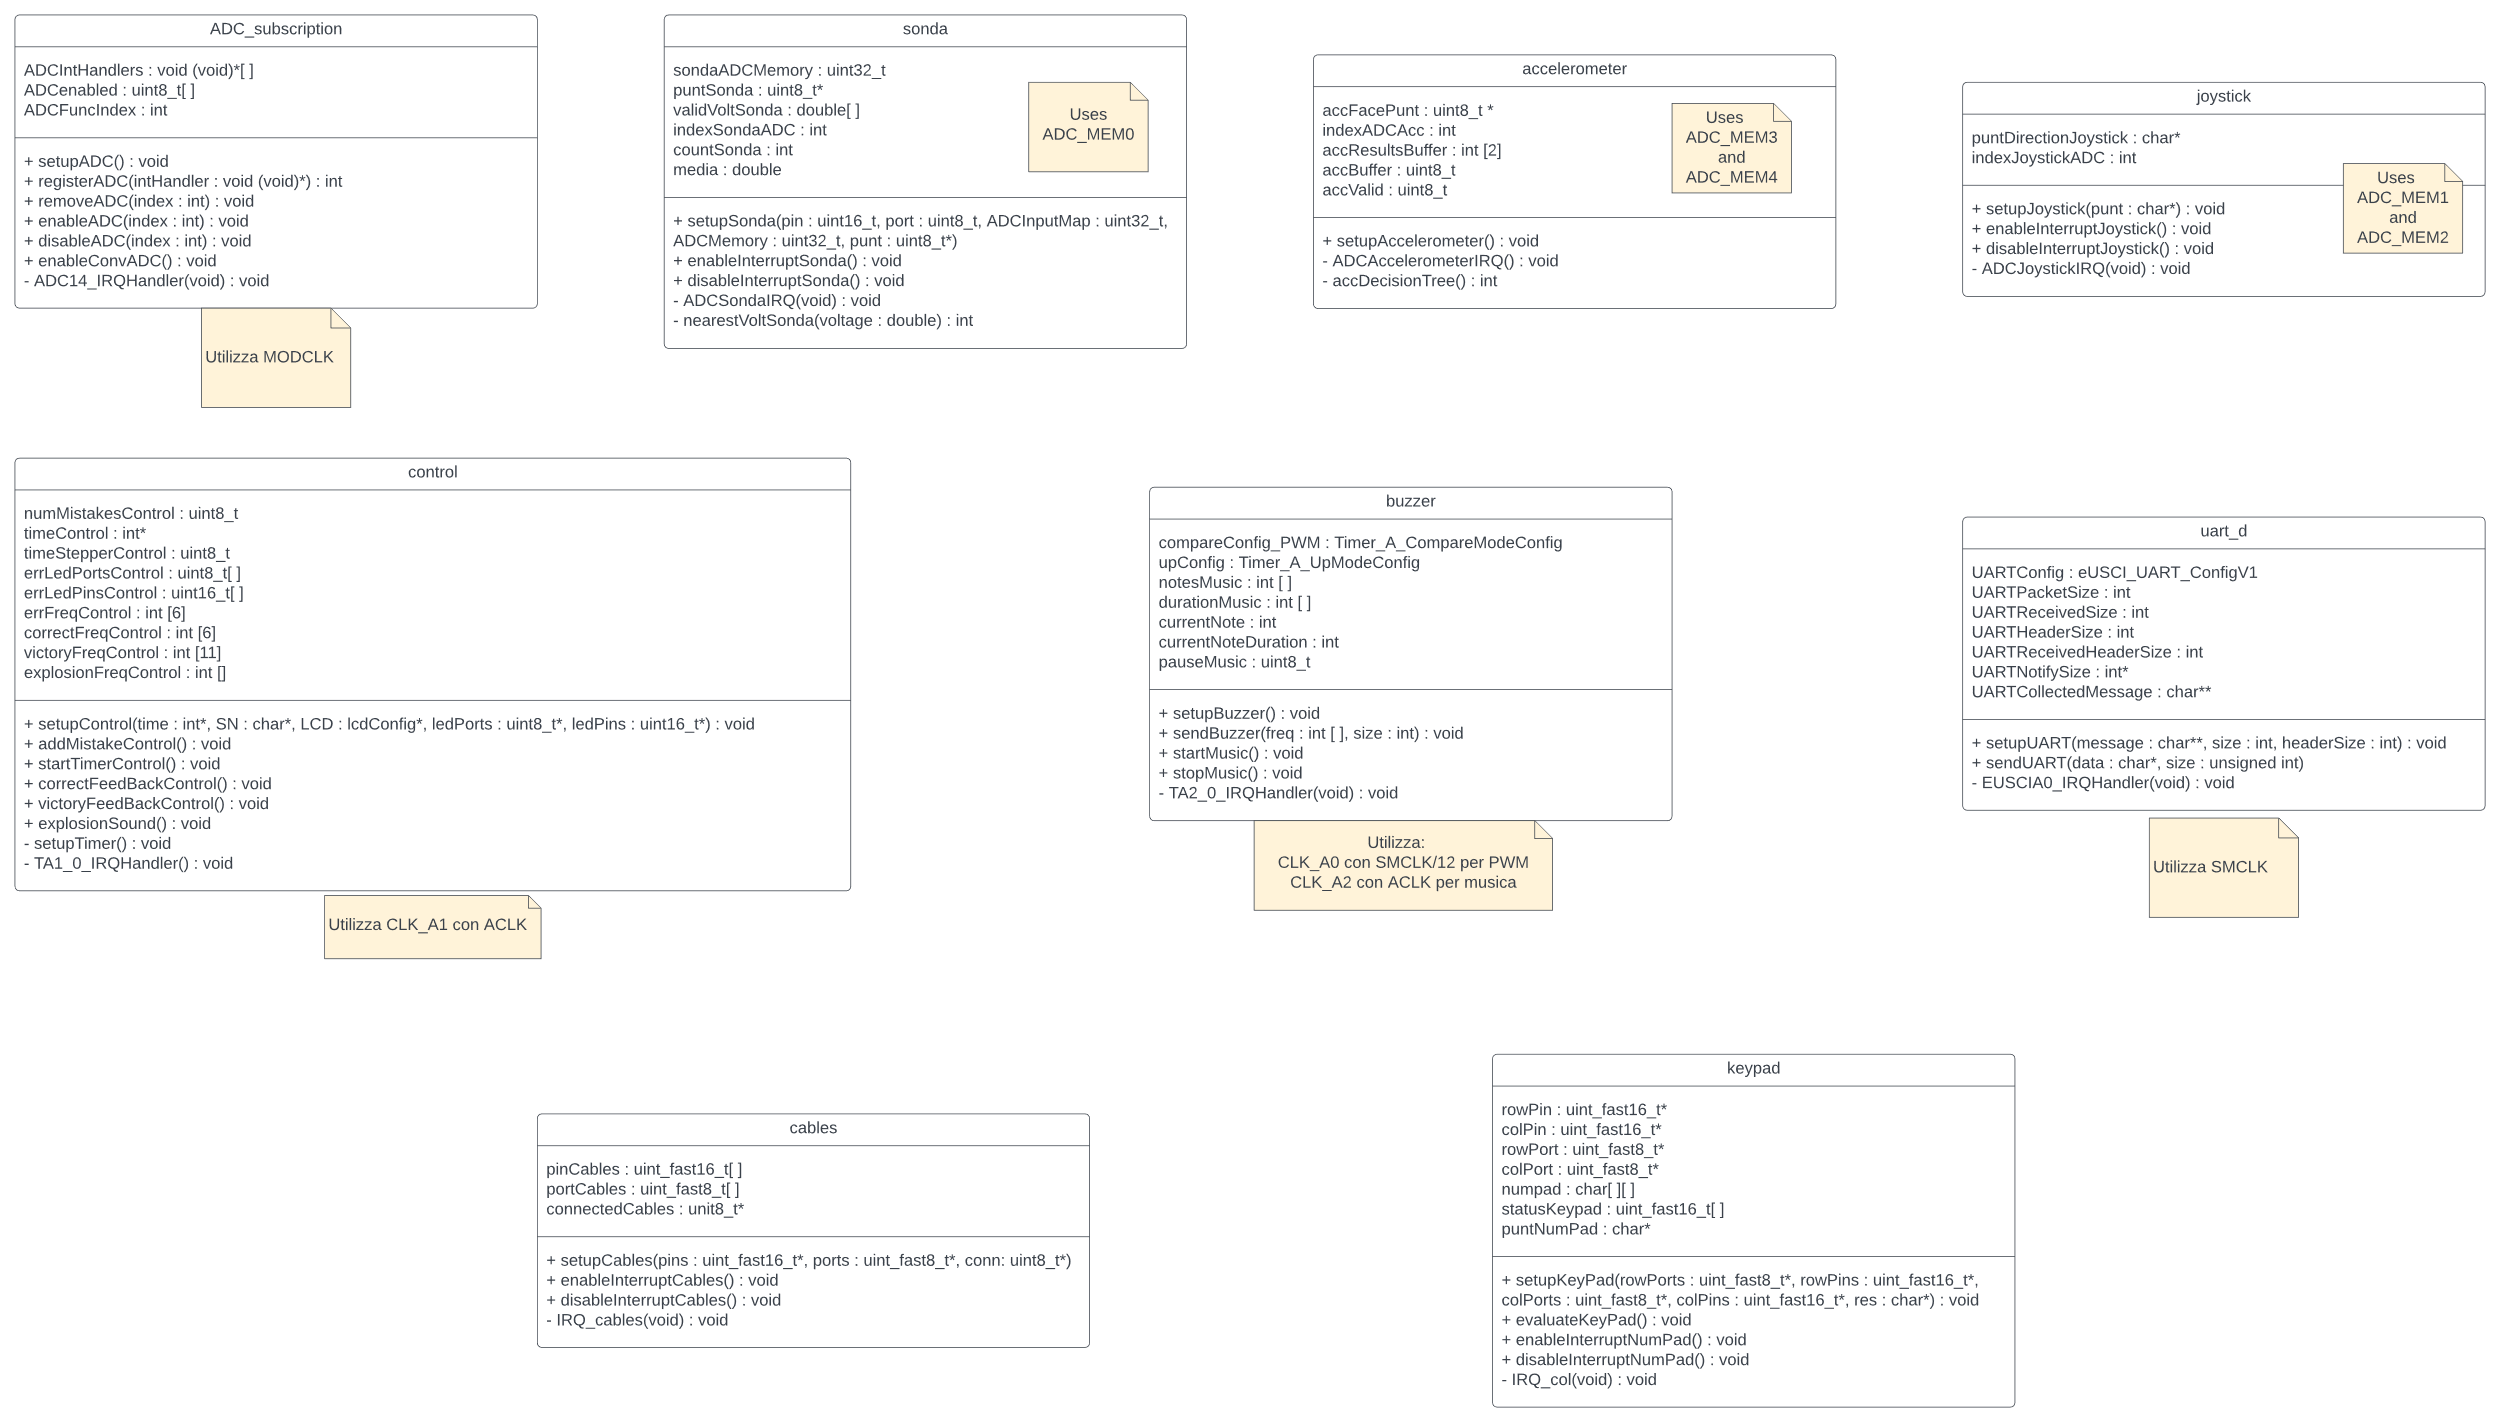 ADC_subscription
ADCIntHandlers : void (void)*[ ]
ADCenabled : uint8_t[ ]
ADCFuncIndex : int
+ setupADC() : void
+ registerADC(intHandler : void (void)*) : int
+ removeADC(index : int) : void
+ enableADC(index : int) : void
+ disableADC(index : int) : void
+ enableConvADC() : void
- ADC14_IRQHandler(void) : void
Utilizza MODCLK
sonda
sondaADCMemory : uint32_t
puntSonda : uint8_t*
validVoltSonda : double[ ]
indexSondaADC : int
countSonda : int
media : double
Uses
ADC_MEM0
+ setupSonda(pin : uint16_t, port : uint8_t, ADCInputMap : uint32_t,
ADCMemory : uint32_t, punt : uint8_t*)
+ enableInterruptSonda() : void
+ disableInterruptSonda() : void
- ADCSondaIRQ(void) : void
- nearestVoltSonda(voltage : double) : int
accelerometer
accFacePunt : uint8_t *
indexADCAcc : int
accResultsBuffer : int [2]
accBuffer : uint8_t
accValid : uint8_t
Uses
ADC_MEM3
and
ADC_MEM4
+ setupAccelerometer() : void
- ADCAccelerometerIRQ() : void
- accDecisionTree() : int
joystick
puntDirectionJoystick : char*
indexJoystickADC : int
Uses
ADC_MEM1
and
ADC_MEM2
+ setupJoystick(punt : char*) : void
+ enableInterruptJoystick() : void
+ disableInterruptJoystick() : void
- ADCJoystickIRQ(void) : void
control
numMistakesControl : uint8_t
timeControl : int*
timeStepperControl : uint8_t
errLedPortsControl : uint8_t[ ]
errLedPinsControl : uint16_t[ ]
errFreqControl : int [6]
correctFreqControl : int [6]
victoryFreqControl : int [11]
explosionFreqControl : int []
+ setupControl(time : int*, SN : char*, LCD : lcdConfig*, ledPorts : uint8_t*, ledPins : uint16_t*) : void
+ addMistakeControl() : void
+ startTimerControl() : void
+ correctFeedBackControl() : void
+ victoryFeedBackControl() : void
+ explosionSound() : void
- setupTimer() : void
- TA1_0_IRQHandler() : void
Utilizza CLK_A1 con ACLK
buzzer
compareConfig_PWM : Timer_A_CompareModeConfig
upConfig : Timer_A_UpModeConfig
notesMusic : int [ ]
durationMusic : int [ ]
currentNote : int
currentNoteDuration : int
pauseMusic : uint8_t
+ setupBuzzer() : void
+ sendBuzzer(freq : int [ ], size : int) : void
+ startMusic() : void
+ stopMusic() : void
- TA2_0_IRQHandler(void) : void
Utilizza:
CLK_A0 con SMCLK/12 per PWM
CLK_A2 con ACLK per musica
uart_d
UARTConfig : eUSCI_UART_ConfigV1
UARTPacketSize : int
UARTReceivedSize : int
UARTHeaderSize : int
UARTReceivedHeaderSize : int
UARTNotifySize : int*
UARTCollectedMessage : char**
+ setupUART(message : char**, size : int, headerSize : int) : void
+ sendUART(data : char*, size : unsigned int)
- EUSCIA0_IRQHandler(void) : void
Utilizza SMCLK
cables
pinCables : uint_fast16_t[ ]
portCables : uint_fast8_t[ ]
connectedCables : unit8_t*
+ setupCables(pins : uint_fast16_t*, ports : uint_fast8_t*, conn: uint8_t*)
+ enableInterruptCables() : void
+ disableInterruptCables() : void
- IRQ_cables(void) : void
keypad
rowPin : uint_fast16_t*
colPin : uint_fast16_t*
rowPort : uint_fast8_t*
colPort : uint_fast8_t*
numpad : char[ ][ ]
statusKeypad : uint_fast16_t[ ]
puntNumPad : char*
+ setupKeyPad(rowPorts : uint_fast8_t*, rowPins : uint_fast16_t*,
colPorts : uint_fast8_t*, colPins : uint_fast16_t*, res : char*) : void
+ evaluateKeyPad() : void
+ enableInterruptNumPad() : void
+ disableInterruptNumPad() : void
- IRQ_col(void) : void